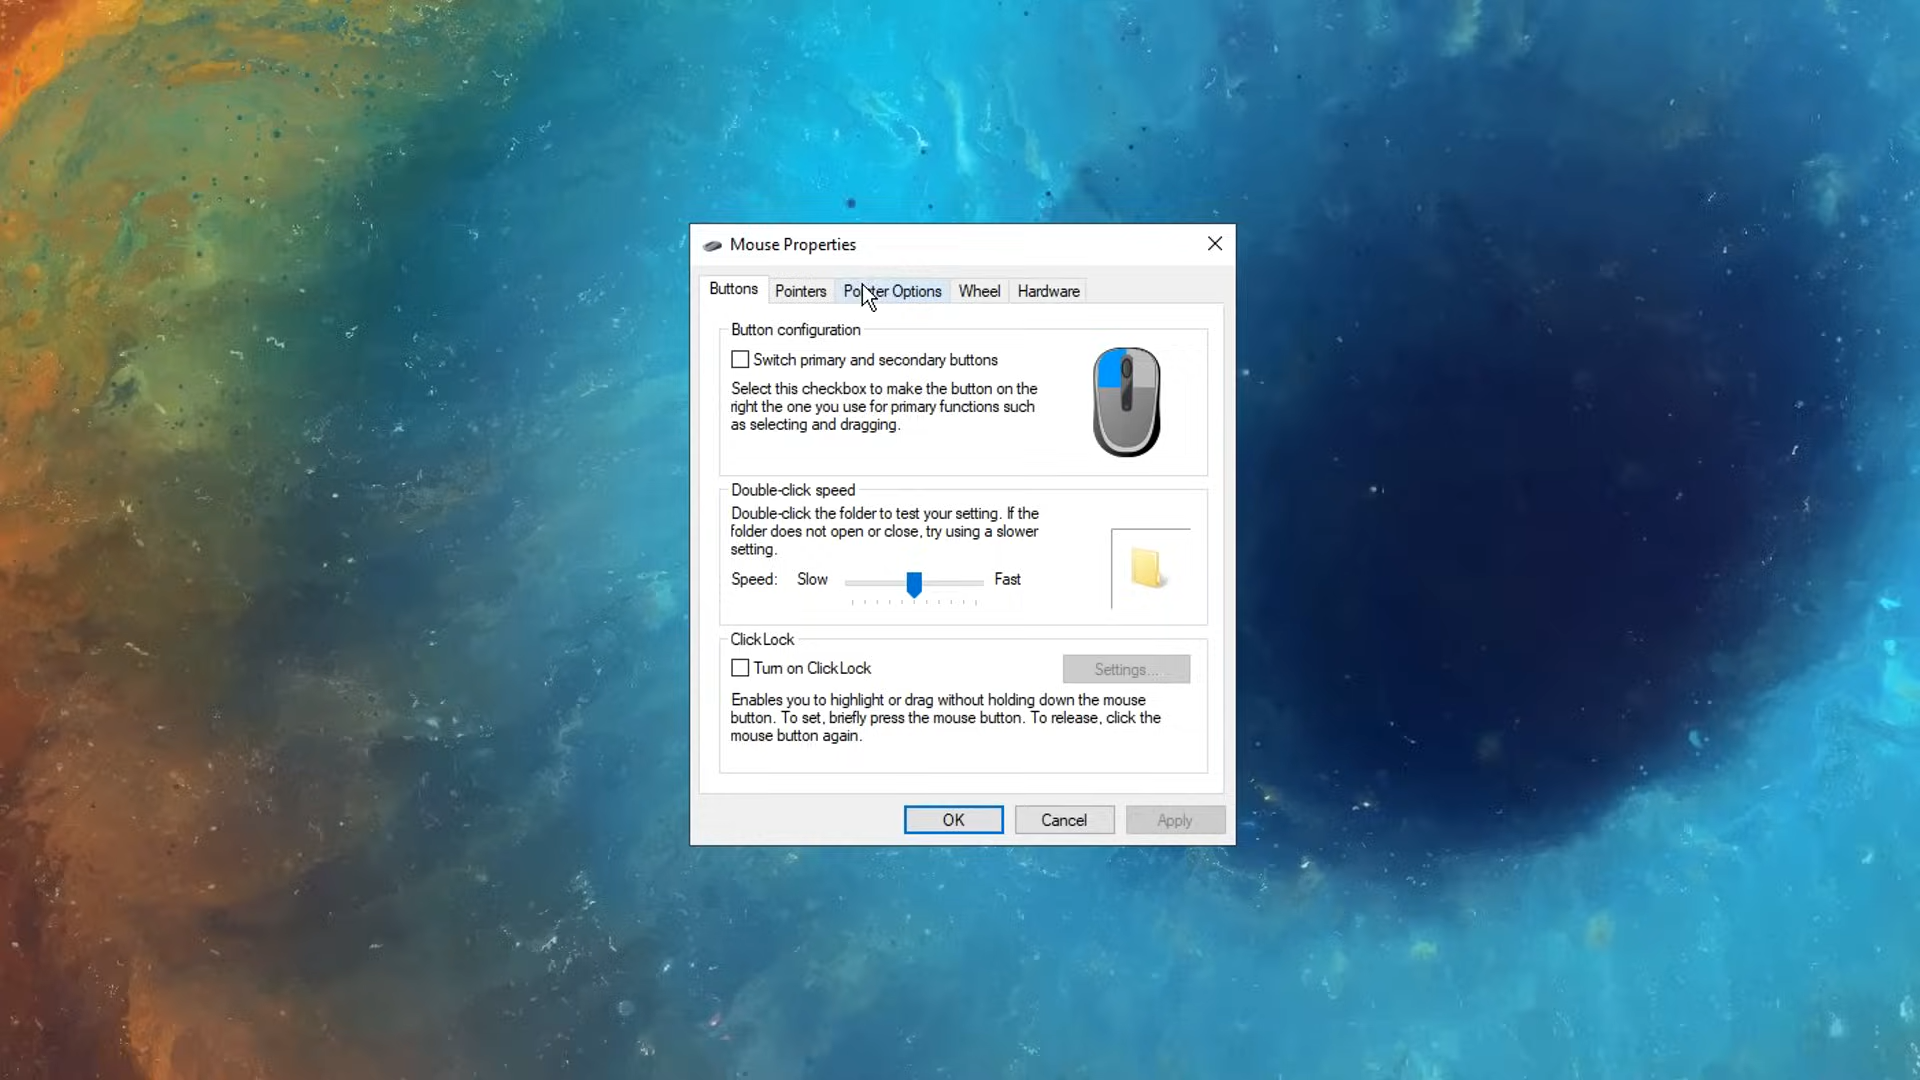 Mouse Properties
Buttons Pointers Pointer Options Wheel Hardware
Button configuration
Switch primary and secondary buttons
Select this checkbox to make the button on the
right the one you use for primary functions such
as selecting and dragging.
Double-click speed
Double-click the folder to test your setting. If the
folder does not open or close, try using a slower
setting.
Speed: Slow Fast
ClickLock
Turn on ClickLock Settings...
Enables you to highlight or drag without holding down the mouse
button. To set, briefly press the mouse button. To release, click the
mouse button again.
OK Cancel Apply